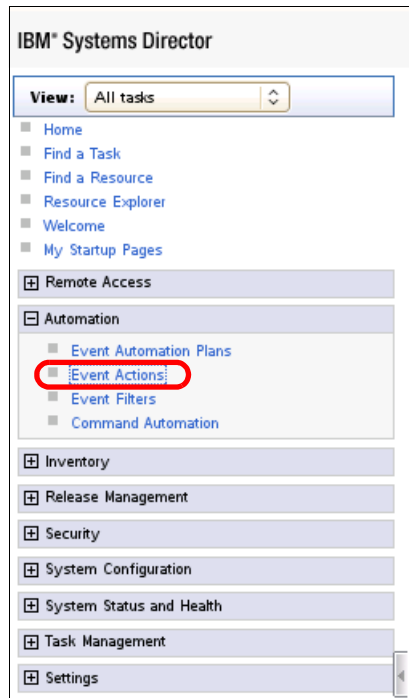 IBM® Systems Director
View: All tasks
Home
Find a Task
Find a Resource
Resource Explorer
Welcome
My Startup Pages
Remote Access
Automation
Event Automation Plans
Event Actions
Event Filters
Command Automation
Inventory
Release Management
Security
System Configuration
System Status and Health
Task Management
Settings